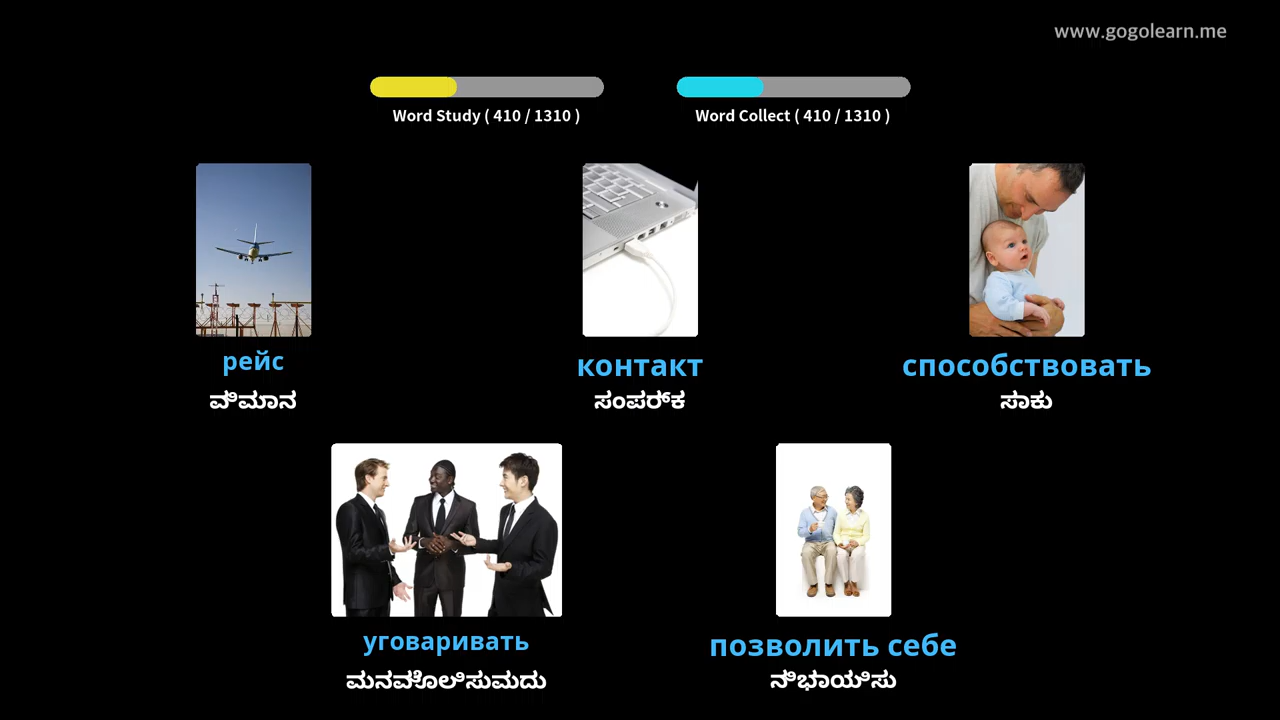 www.gogolearn.me
Word Study ( 410 / 1310 )
Word Collect ( 410 / 1310 )
рейс
контакт
способствовать
ವಿಮಾನ
ಸಂಪರ್ಕ
ಸಾಕು
уговаривать
позволить себе
ಮನವೊಲಿಸುವುದು
ನಿಭಾಯಿಸು